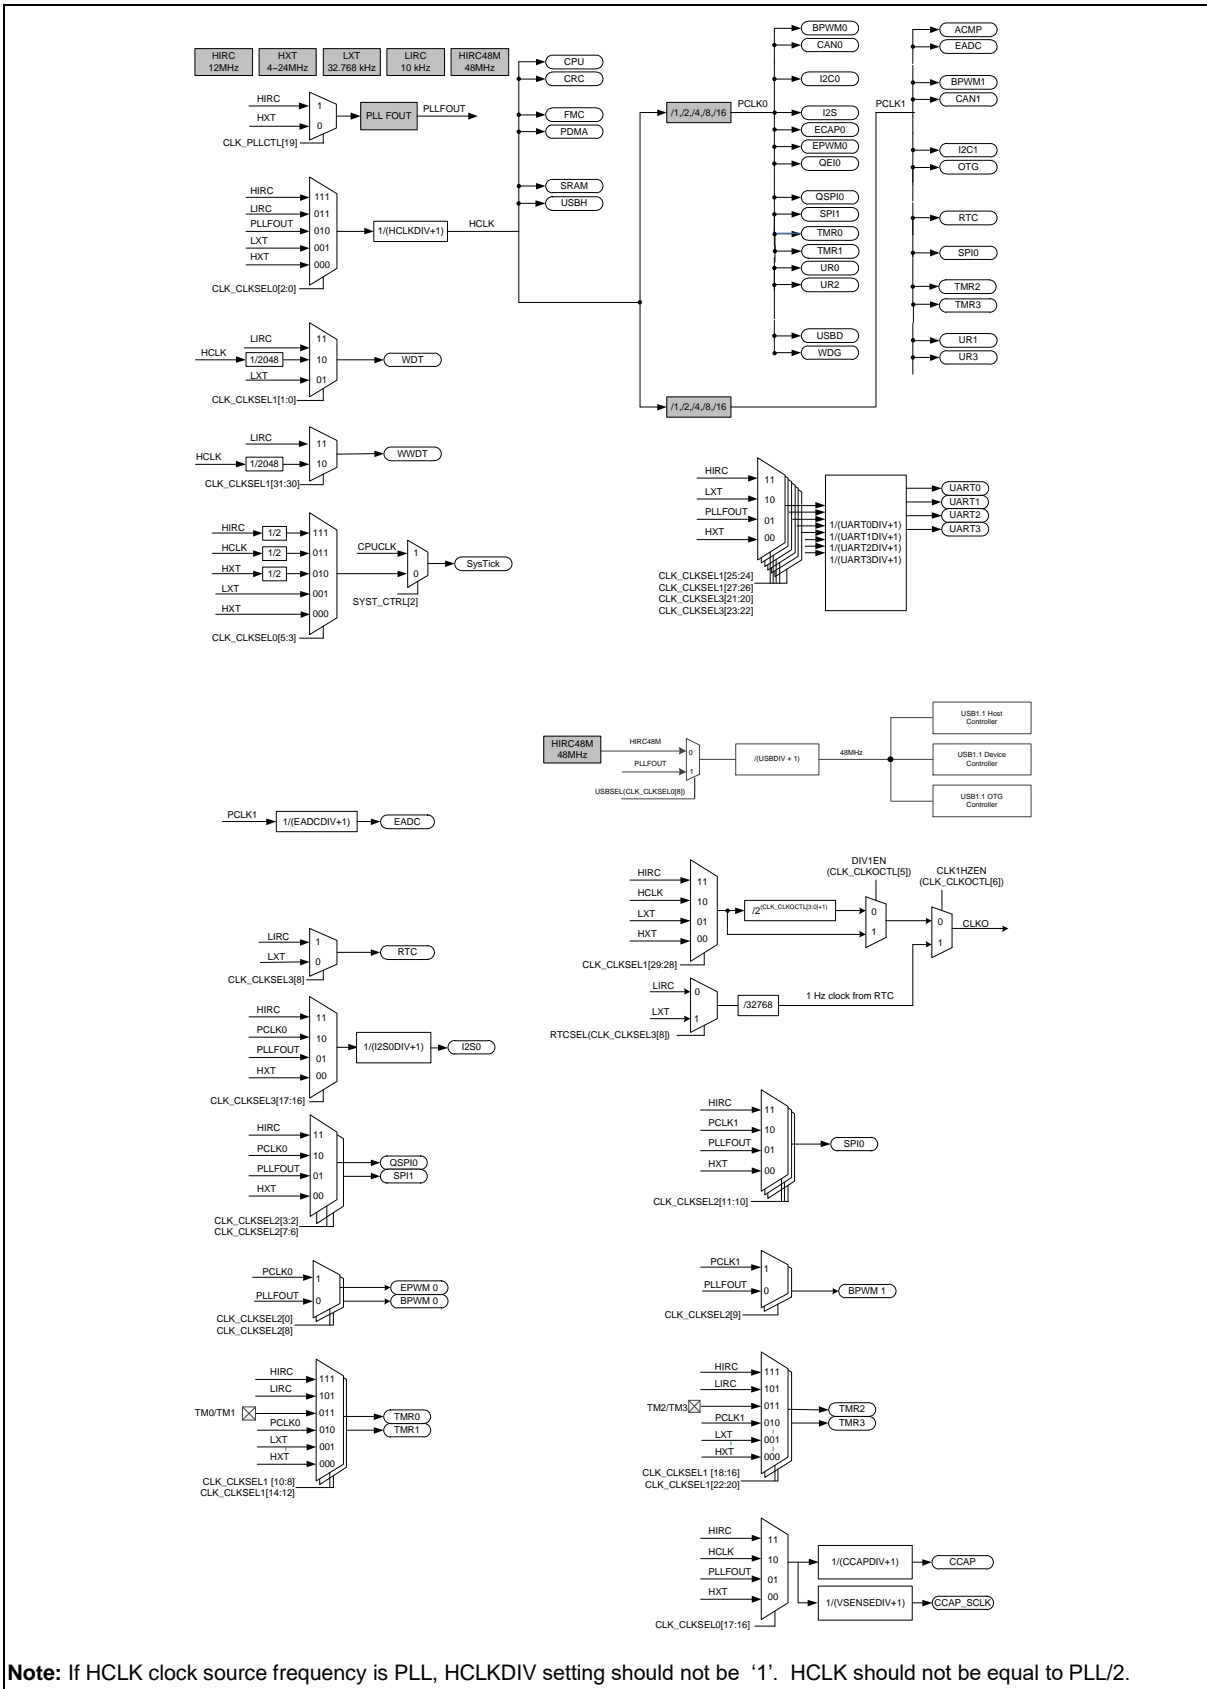 HIRC
12MHz
HXT
4~24MHz
LXT
32.768 kHz
LIRC
10 kHz
HIRC48M
48MHz
HIRC
HXT
1
0
CLK_PLLCTL[19]
PLL FOUT
PLLFOUT
HIRC
LIRC
PLLFOUT
LXT
HXT
111
011
010
001
000
CLK_CLKSEL0[2:0]
1/(HCLKDIV+1)
HCLK
CPU
CRC
FMC
PDMA
SRAM
USBH
/1,/2,/4,/8,/16
PCLK0
BPWM0
CAN0
I2C0
I2S
ECAP0
EPWM0
QEI0
QSPI0
SPI1
TMR0
TMR1
UR0
UR2
USBD
WDG
/1,/2,/4,/8,/16
PCLK1
ACMP
EADC
BPWM1
CAN1
I2C1
OTG
RTC
SPI0
TMR2
TMR3
UR1
UR3
LIRC
HCLK
1/2048
LXT
11
10
01
CLK_CLKSEL1[1:0]
WDT
LIRC
HCLK
1/2048
11
10
CLK_CLKSEL1[31:30]
WWDT
HIRC
1/2
HCLK
1/2
HXT
1/2
LXT
HXT
111
011
010
001
000
CLK_CLKSEL0[5:3]
CPUCLK
1
0
SYST_CTRL[2]
SysTick
HIRC
LXT
PLLFOUT
HXT
11
10
01
00
CLK_CLKSEL1[25:24]
CLK_CLKSEL1[27:26]
CLK_CLKSEL3[21:20]
CLK_CLKSEL3[23:22]
1/(UART0DIV+1)
1/(UART1DIV+1)
1/(UART2DIV+1)
1/(UART3DIV+1)
UART0
UART1
UART2
UART3
HIRC48M
48MHz
HIRC48M
PLLFOUT
0
1
USBSEL(CLK_CLKSEL0[8])
/(USBDIV + 1)
48MHz
USB1.1 Host
Controller
USB1.1 Device
Controller
USB1.1 OTG
Controller
PCLK1
1/(EADCDIV+1)
EADC
HIRC
HCLK
LXT
HXT
11
10
01
00
CLK_CLKSEL1[29:28]
/2(CLK_CLKOCTL[3:0]+1)
DIV1EN
(CLK_CLKOCTL[5])
0
1
CLK1HZEN
(CLK_CLKOCTL[6])
0
1
CLKO
LIRC
LXT
1
0
CLK_CLKSEL3[8]
RTC
LIRC
LXT
0
1
RTCSEL(CLK_CLKSEL3[8])
/32768
1 Hz clock from RTC
HIRC
PCLK0
PLLFOUT
HXT
11
10
01
00
CLK_CLKSEL3[17:16]
1/(I2S0DIV+1)
I2S0
HIRC
PCLK0
PLLFOUT
HXT
11
10
01
00
CLK_CLKSEL2[3:2]
CLK_CLKSEL2[7:6]
QSPI0
SPI1
HIRC
PCLK1
PLLFOUT
HXT
11
10
01
00
CLK_CLKSEL2[11:10]
SPI0
PCLK0
PLLFOUT
1
0
CLK_CLKSEL2[0]
CLK_CLKSEL2[8]
EPWM 0
BPWM 0
PCLK1
PLLFOUT
1
0
CLK_CLKSEL2[9]
BPWM 1
HIRC
LIRC
TM0/TM1
PCLK0
LXT
HXT
111
101
011
010
001
000
CLK_CLKSEL1 [10:8]
CLK_CLKSEL1[14:12]
TMR0
TMR1
HIRC
LIRC
TM2/TM3
PCLK1
LXT
HXT
111
101
011
010
001
000
CLK_CLKSEL1 [18:16]
CLK_CLKSEL1[22:20]
TMR2
TMR3
HIRC
HCLK
PLLFOUT
HXT
11
10
01
00
CLK_CLKSEL0[17:16]
1/(CCAPDIV+1)
CCAP
1/(VSENSEDIV+1)
CCAP_SCLK
Note: If HCLK clock source frequency is PLL, HCLKDIV setting should not be ‘1’. HCLK should not be equal to PLL/2.